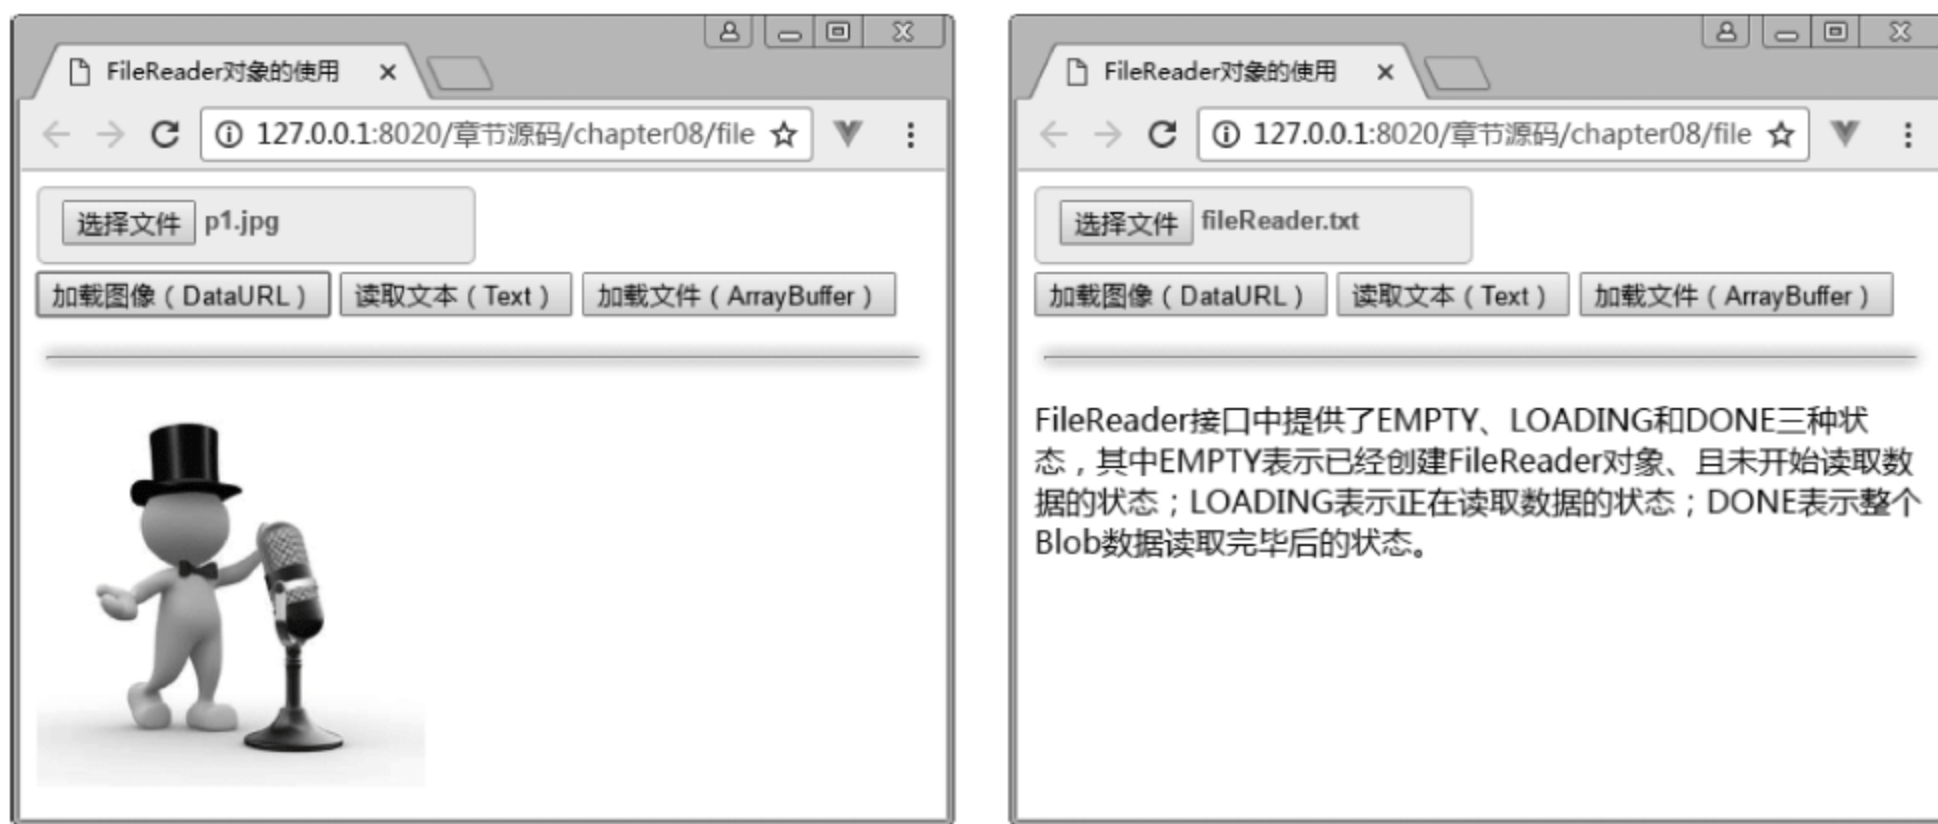 FileReader对象的使用
127.0.0.1:8020/章节源码/chapter08/file
选择文件 p1.jpg
加载图像（DataURL） 读取文本（Text） 加载文件（ArrayBuffer）
FileReader对象的使用
127.0.0.1:8020/章节源码/chapter08/file
选择文件 fileReader.txt
加载图像（DataURL） 读取文本（Text） 加载文件（ArrayBuffer）
FileReader接口中提供了EMPTY、LOADING和DONE三种状
态，其中EMPTY表示已经创建FileReader对象、且未开始读取数
据的状态；LOADING表示正在读取数据的状态；DONE表示整个
Blob数据读取完毕后的状态。